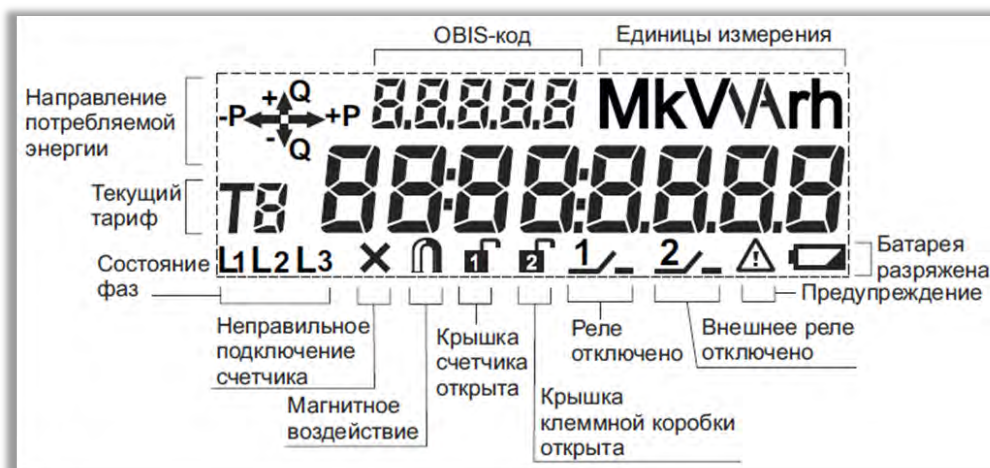 OBIS-код
Единицы измерения
Направление
потребляемой
энергии
+Q
-P
+P
-Q
8.8.8.8.8
MkVVArh
Текущий
тариф
T8
88:88:8.8.8.8
Состояние
фаз
L1 L2 L3
1
2
1
2
Батарея
разряжена
Предупреждение
Неправильное
подключение
счетчика
Магнитное
воздействие
Крышка
счетчика
открыта
Крышка
клеммной коробки
открыта
Реле
отключено
Внешнее реле
отключено